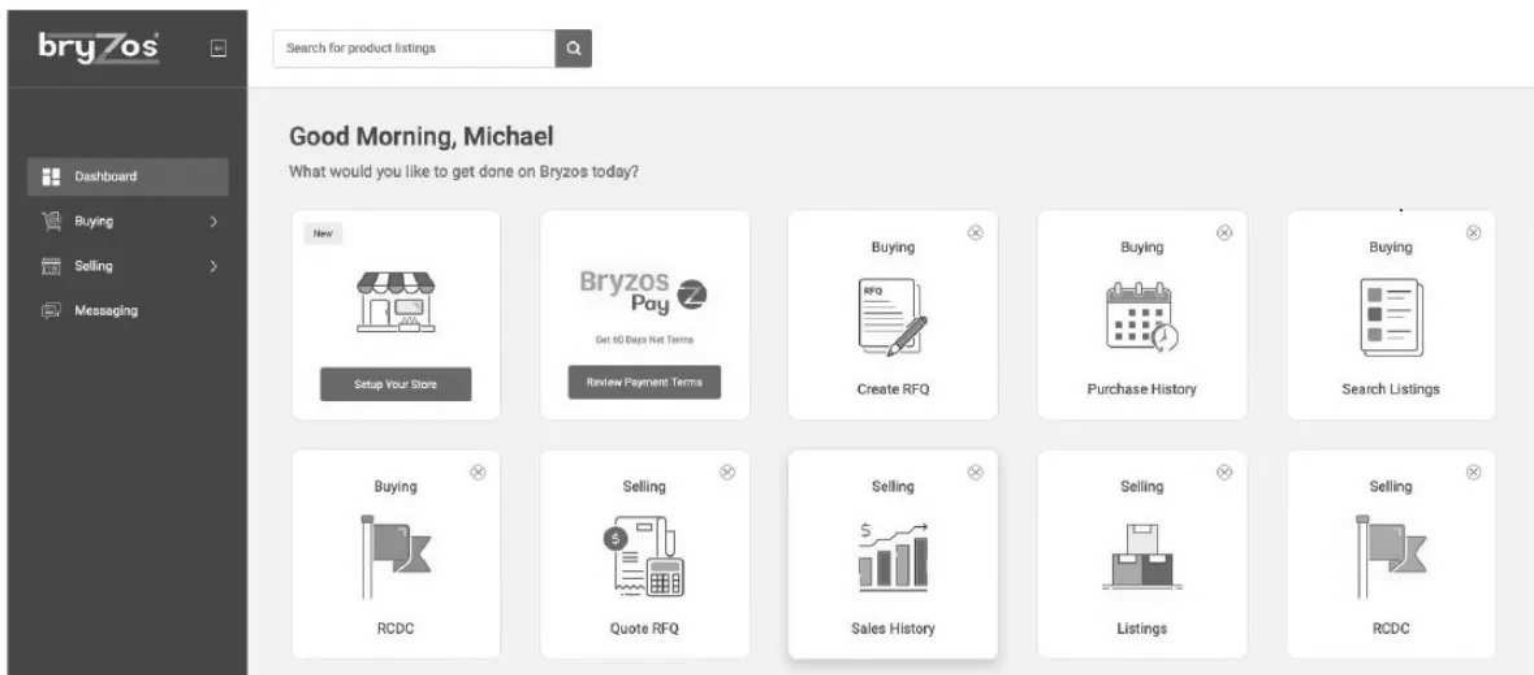 bryZos
Search for product listings
Good Morning, Michael
What would you like to get done on Bryzos today?
Dashboard
Buying
Selling
Messaging
New
Setup Your Store
Bryzos
Pay
Get 60 Days Net Terms
Review Payment Terms
Buying
RFQ
Create RFQ
Buying
Purchase History
Buying
Search Listings
Buying
RCDC
Selling
$
Quote RFQ
Selling
$
Sales History
Selling
Listings
Selling
RCDC